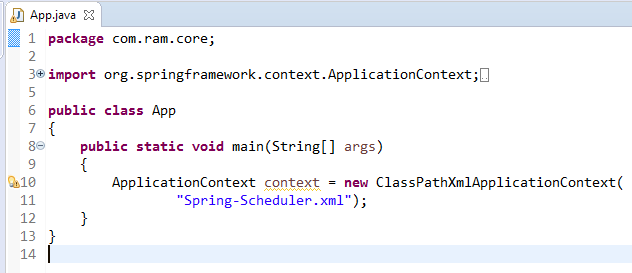 App.java
1 package com.ram.core;
2
3 import org.springframework.context.ApplicationContext;
5
6 public class App
7 {
8 public static void main(String[] args)
9 {
10 ApplicationContext context = new ClassPathXmlApplicationContext(
11 "Spring-Scheduler.xml");
12 }
13 }
14